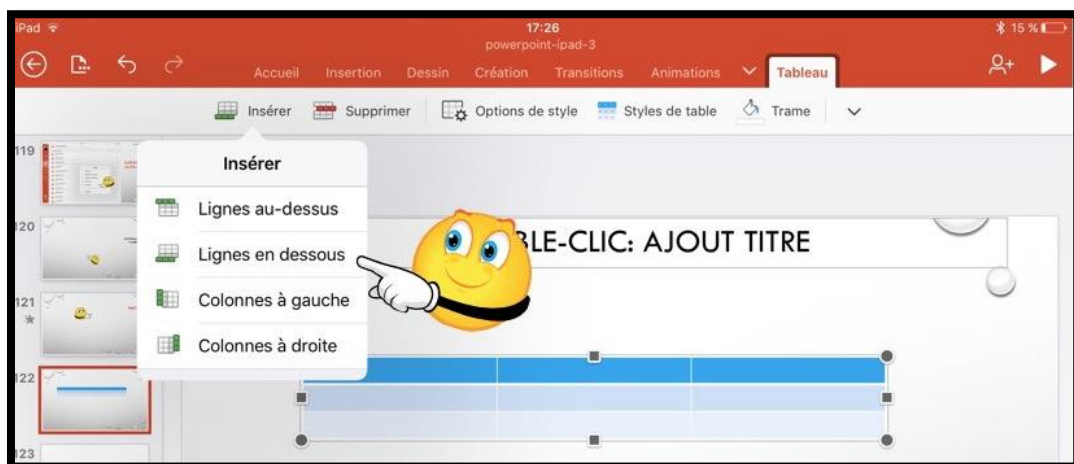 iPad 17:26 15 %
powerpoint-ipad-3
Accueil Insertion Dessin Création Transitions Animations Tableau
Insérer Supprimer Options de style Styles de table Trame
119
Insérer
Lignes au-dessus
120
BLE-CLIC: AJOUT TITRE
Lignes en dessous
121
Colonnes à gauche
Colonnes à droite
122
123